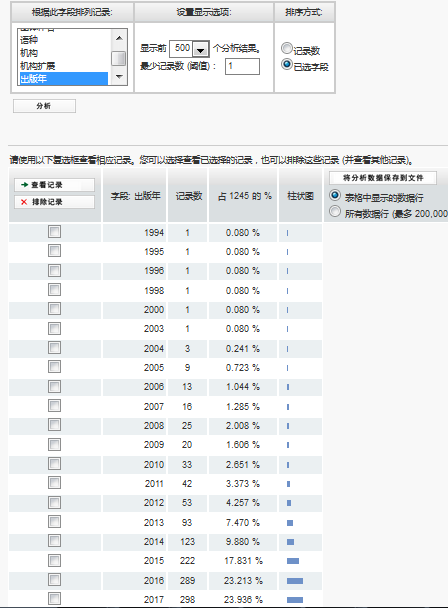 根据此字段排列记录: 设置显示选项: 排序方式:
语种
机构
机构扩展
出版年
显示前 500 个分析结果。
最少记录数 (阈值): 1
记录数
已选字段
分析
请使用以下复选框查看相应记录。您可以选择查看已选择的记录，也可以排除这些记录 (并查看其他记录)。
查看记录
排除记录
字段: 出版年 记录数 占 1245 的 % 柱状图
将分析数据保存到文件
表格中显示的数据行
所有数据行 (最多 200,000
1994 1 0.080 %
1995 1 0.080 %
1996 1 0.080 %
1998 1 0.080 %
2000 1 0.080 %
2003 1 0.080 %
2004 3 0.241 %
2005 9 0.723 %
2006 13 1.044 %
2007 16 1.285 %
2008 25 2.008 %
2009 20 1.606 %
2010 33 2.651 %
2011 42 3.373 %
2012 53 4.257 %
2013 93 7.470 %
2014 123 9.880 %
2015 222 17.831 %
2016 289 23.213 %
2017 298 23.936 %